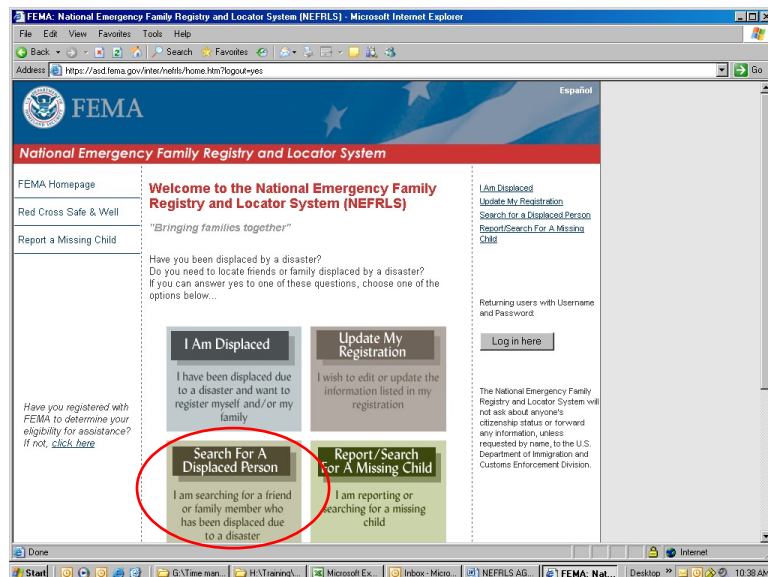 FEMA: National Emergency Family Registry and Locator System (NEFRLS) - Microsoft Internet Explorer
File Edit View Favorites Tools Help
Back Search Favorites
Address https://asd.fema.gov/inter/nefrls/home.htm?logout=yes Go
FEMA
Español
National Emergency Family Registry and Locator System
FEMA Homepage
Red Cross Safe & Well
Report a Missing Child
Have you registered with
FEMA to determine your
eligibility for assistance?
If not, click here
Welcome to the National Emergency Family
Registry and Locator System (NEFRLS)
"Bringing families together"
Have you been displaced by a disaster?
Do you need to locate friends or family displaced by a disaster?
If you can answer yes to one of these questions, choose one of the
options below...
I Am Displaced
I have been displaced due
to a disaster and want to
register myself and/or my
family
Update My
Registration
I wish to edit or update the
information listed in my
registration
Search For A
Displaced Person
I am searching for a friend
or family member who
has been displaced due
to a disaster
Report/Search
For A Missing Child
I am reporting or
searching for a missing
child
I Am Displaced
Update My Registration
Search for a Displaced Person
Report/Search For A Missing
Child
Returning users with Username
and Password:
Log in here
The National Emergency Family
Registry and Locator System will
not ask about anyone's
citizenship status or forward
any information, unless
requested by name, to the U.S.
Department of Immigration and
Customs Enforcement Division.
Done Internet
Start G:\Time man... H:\Training\... Microsoft Ex... Inbox - Micro... NEFRLS AG... FEMA: Nat... Desktop » 10:38 AM